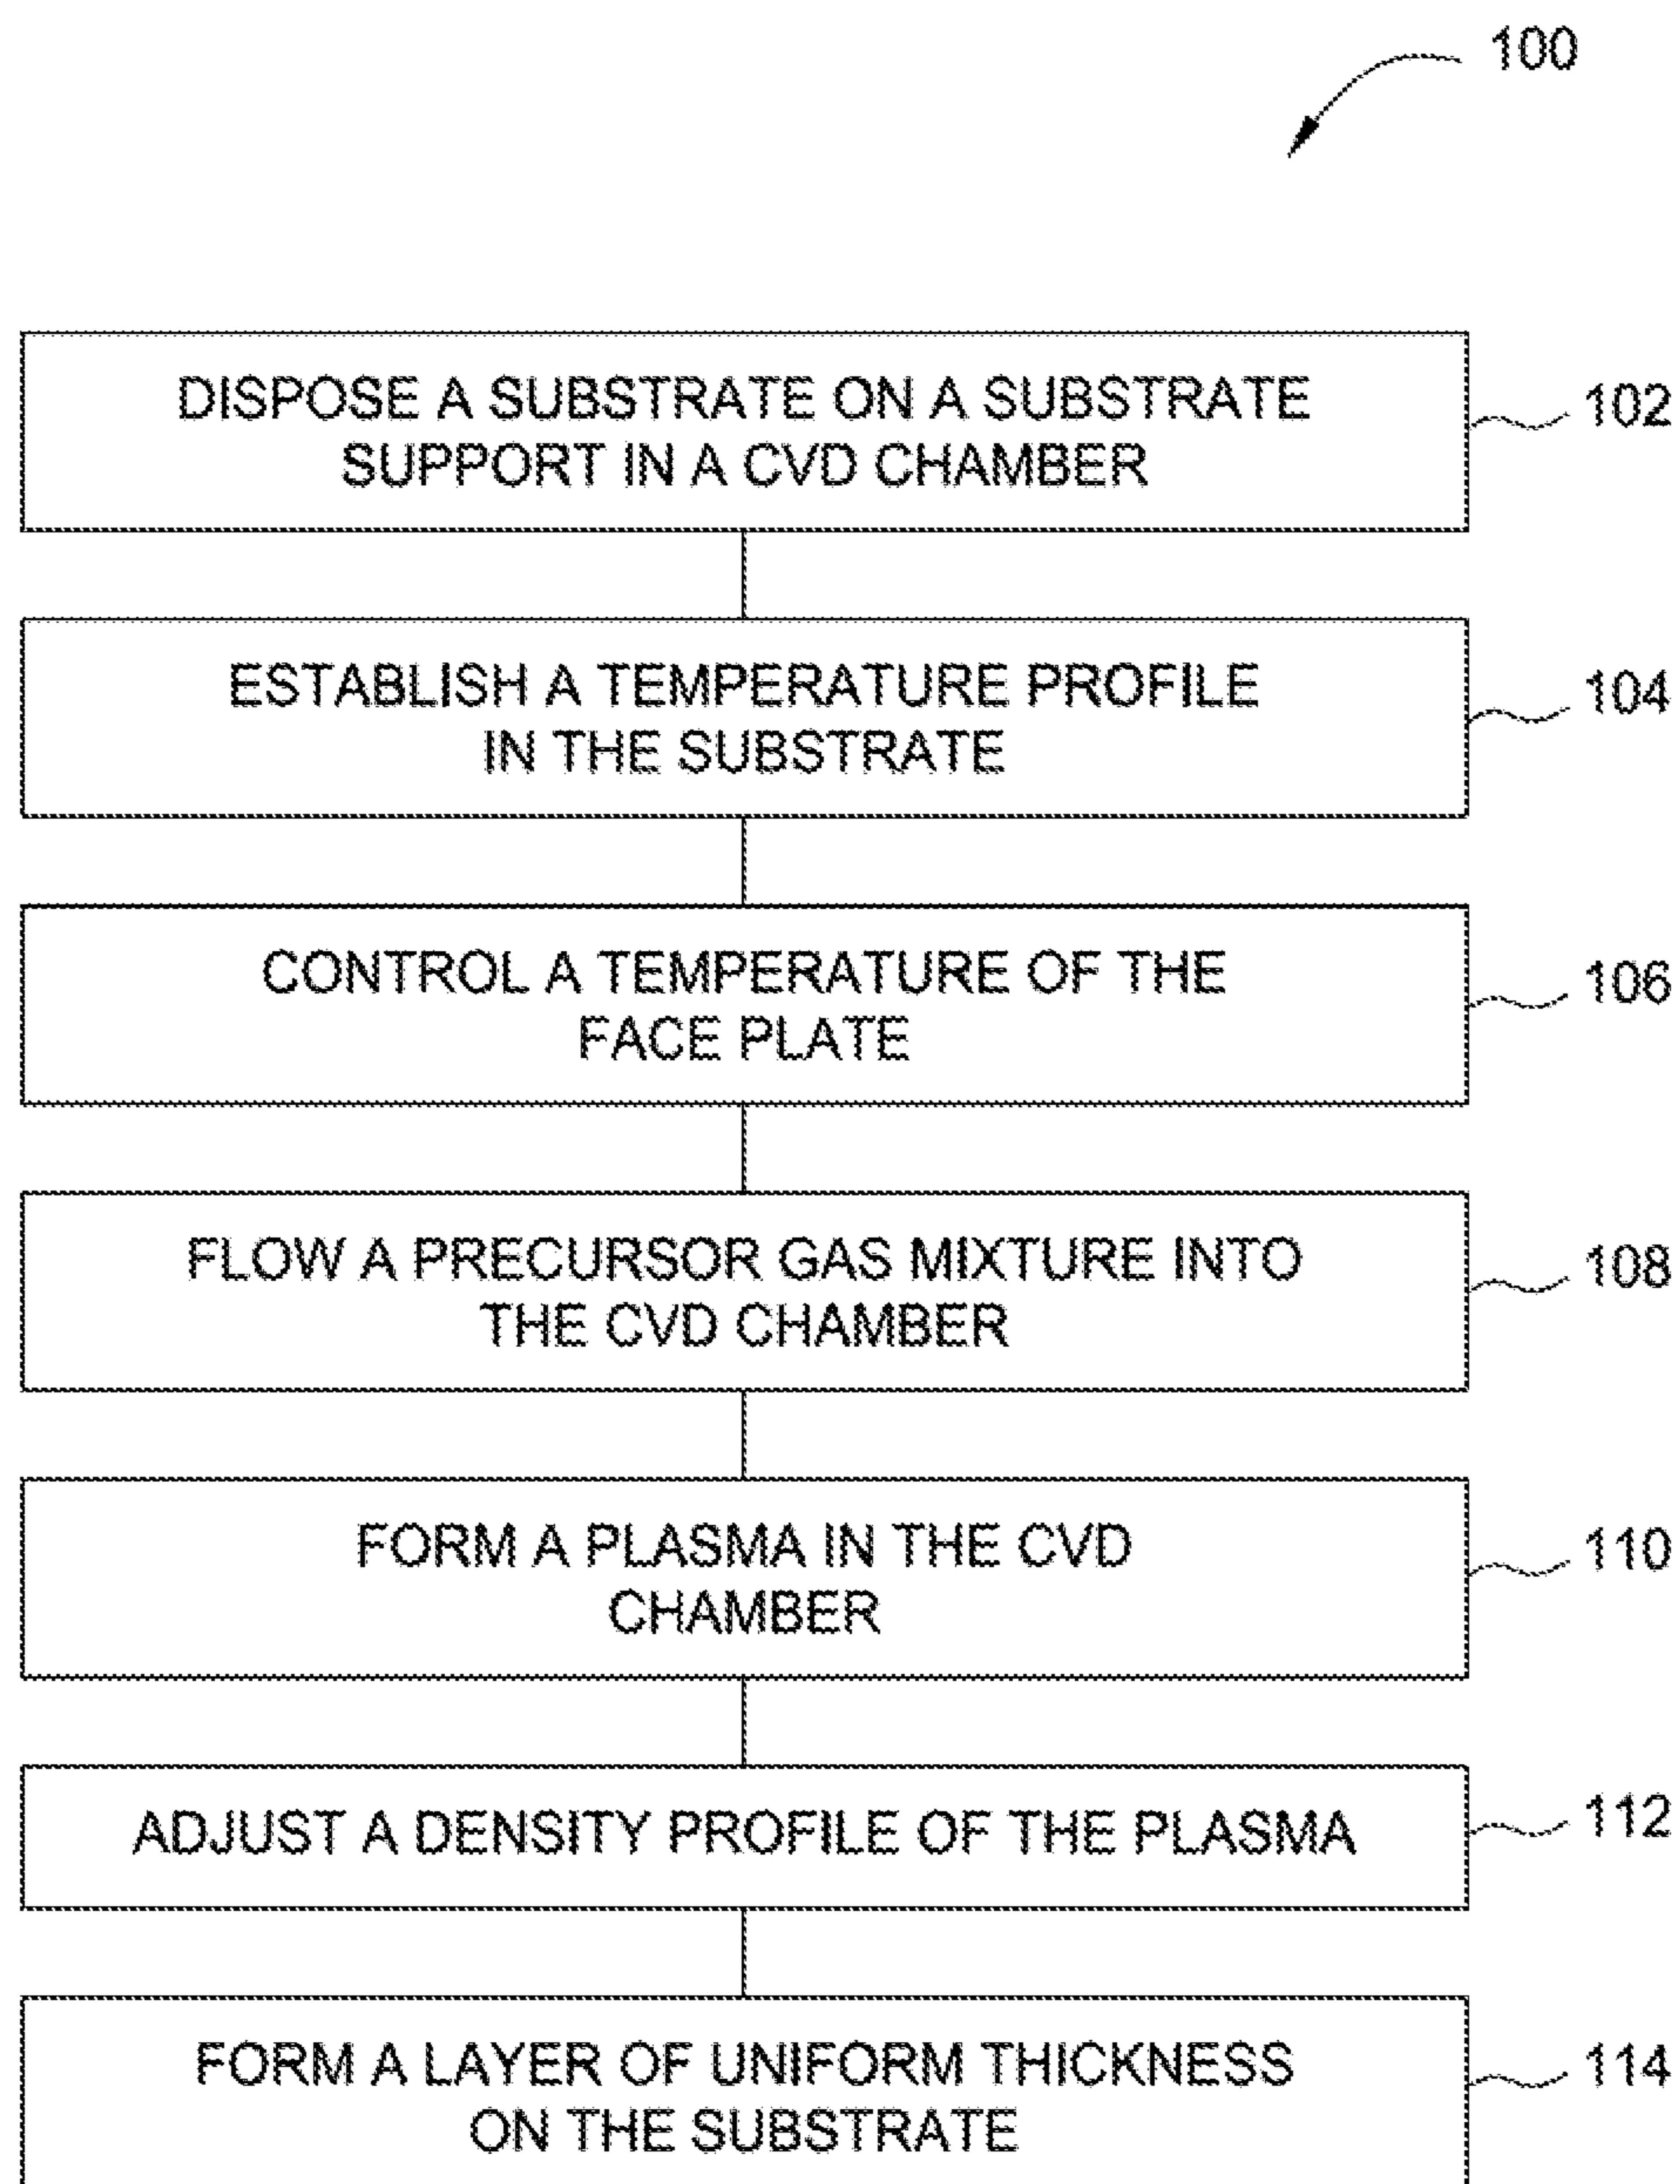 100
DISPOSE A SUBSTRATE ON A SUBSTRATE
SUPPORT IN A CVD CHAMBER
102
ESTABLISH A TEMPERATURE PROFILE
IN THE SUBSTRATE
104
CONTROL A TEMPERATURE OF THE
FACE PLATE
106
FLOW A PRECURSOR GAS MIXTURE INTO
THE CVD CHAMBER
108
FORM A PLASMA IN THE CVD
CHAMBER
110
ADJUST A DENSITY PROFILE OF THE PLASMA
112
FORM A LAYER OF UNIFORM THICKNESS
ON THE SUBSTRATE
114